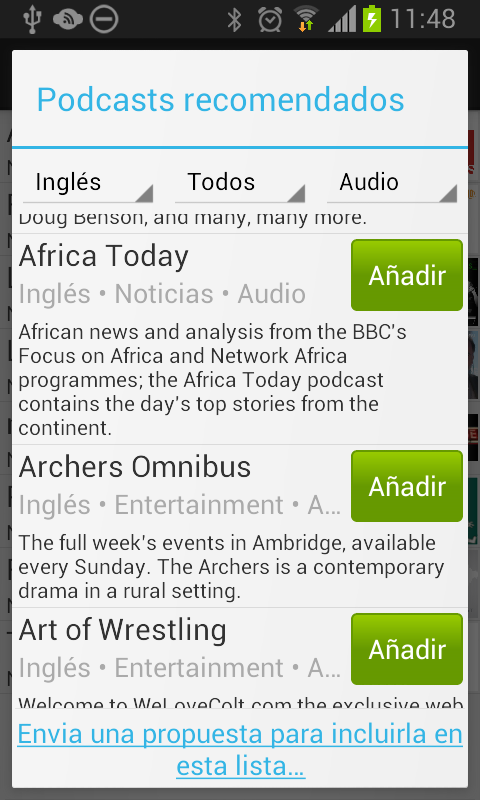 11:48
Podcasts recomendados
Inglés Todos Audio
Doug Benson, and many, many more.
Africa Today
Añadir
Inglés • Noticias • Audio
African news and analysis from the BBC's
Focus on Africa and Network Africa
programmes; the Africa Today podcast
contains the day's top stories from the
continent.
Archers Omnibus
Añadir
Inglés • Entertainment • A...
The full week's events in Ambridge, available
every Sunday. The Archers is a contemporary
drama in a rural setting.
Art of Wrestling
Añadir
Inglés • Entertainment • A...
Welcome to WeLoveColt.com the exclusive web
Envia una propuesta para incluirla en
esta lista...